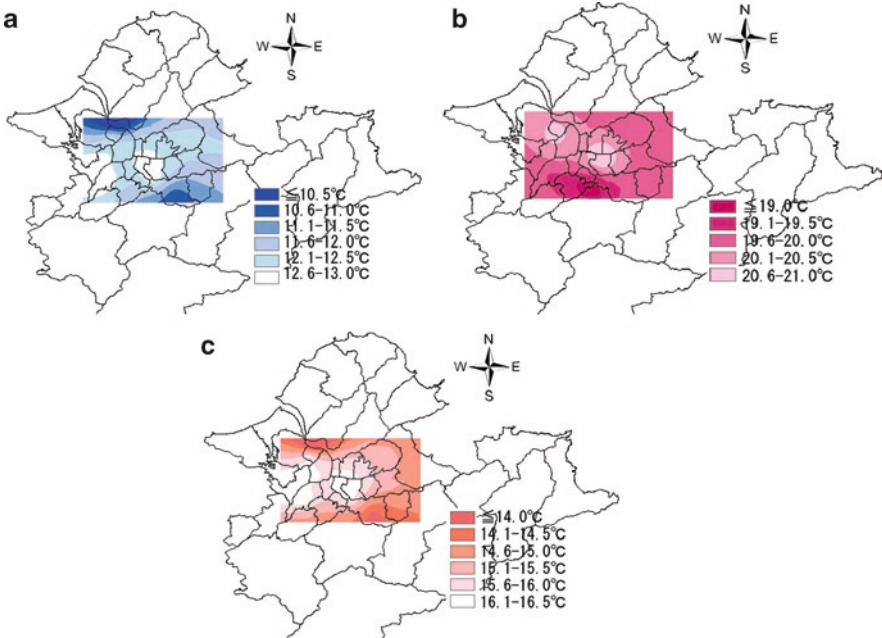 a
N
W E
S
≦10.5℃
10.6-11.0℃
11.1-11.5℃
11.6-12.0℃
12.1-12.5℃
12.6-13.0℃
b
N
W E
S
≦19.0℃
19.1-19.5℃
19.6-20.0℃
20.1-20.5℃
20.6-21.0℃
c
N
W E
S
≦14.0℃
14.1-14.5℃
14.6-15.0℃
15.1-15.5℃
15.6-16.0℃
16.1-16.5℃